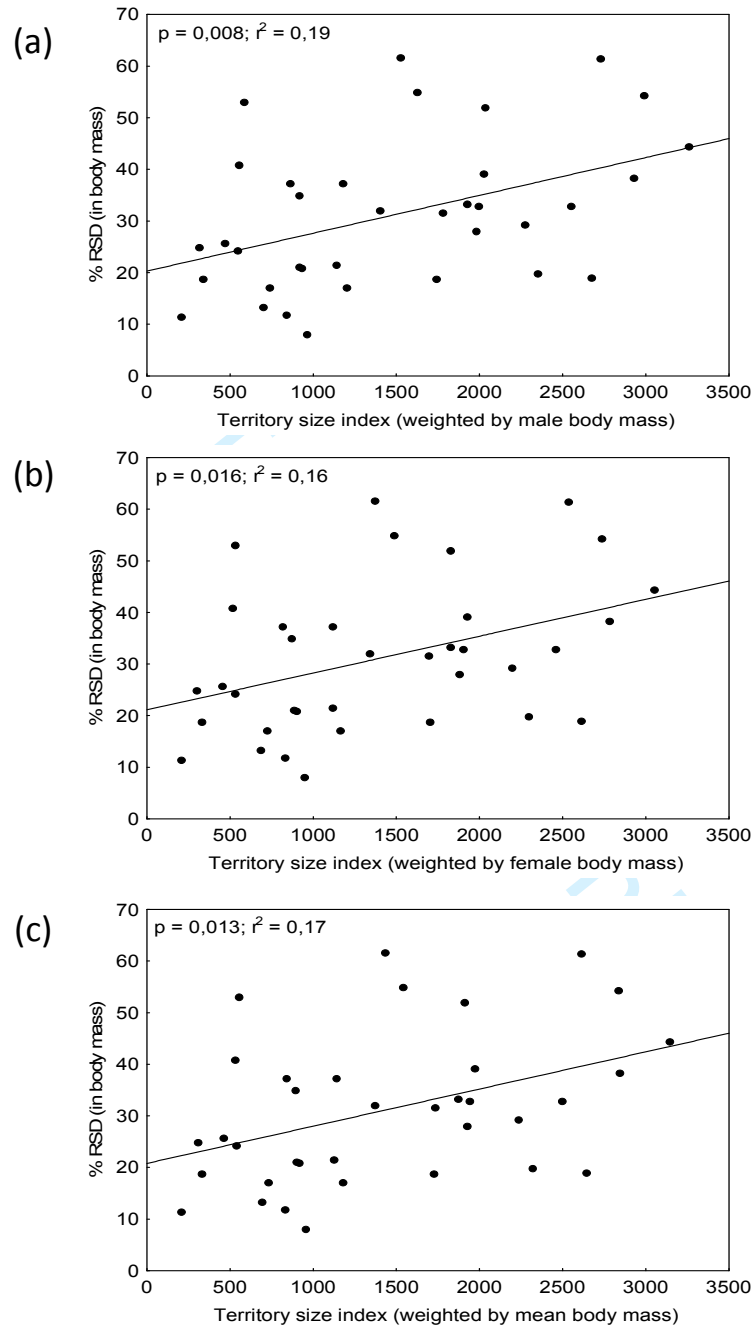 (a)
p = 0,008; r² = 0,19
70
60
50
40
30
20
10
0
% RSD (in body mass)
0 500 1000 1500 2000 2500 3000 3500
Territory size index (weighted by male body mass)
(b)
p = 0,016; r² = 0,16
70
60
50
40
30
20
10
0
% RSD (in body mass)
0 500 1000 1500 2000 2500 3000 3500
Territory size index (weighted by female body mass)
(c)
p = 0,013; r² = 0,17
70
60
50
40
30
20
10
0
% RSD (in body mass)
0 500 1000 1500 2000 2500 3000 3500
Territory size index (weighted by mean body mass)